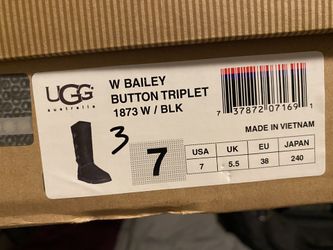 UGG
australia
W BAILEY
BUTTON TRIPLET
1873 W / BLK
7 37872 07169 1
MADE IN VIETNAM
3
7
USA UK EU JAPAN
7 5.5 38 240